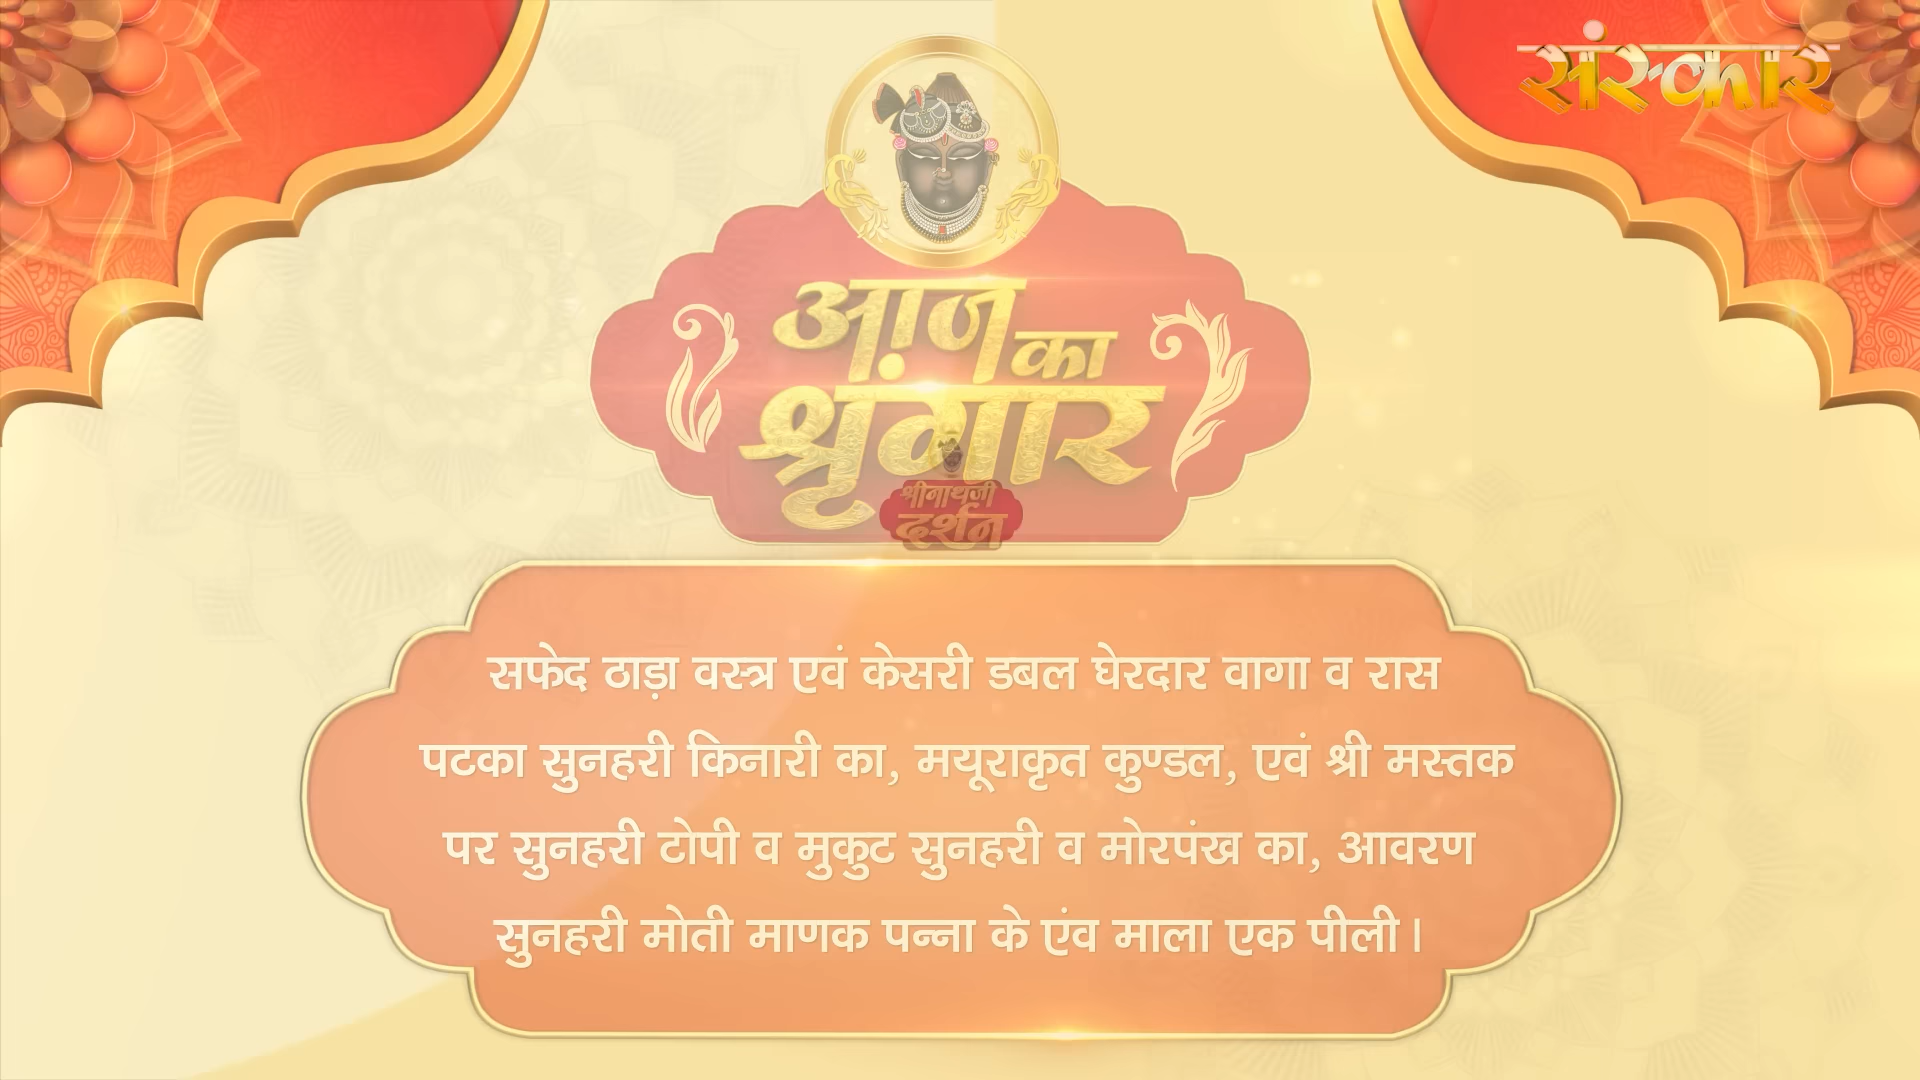 संस्कार
आज का
श्रृंगार
श्रीनाथजी
दर्शन
सफेद ठाड़ा वस्त्र एवं केसरी डबल घेरदार वागा व रास
पटका सुनहरी किनारी का, मयूराकृत कुण्डल, एवं श्री मस्तक
पर सुनहरी टोपी व मुकुट सुनहरी व मोरपंख का, आवरण
सुनहरी मोती माणक पन्ना के एंव माला एक पीली।